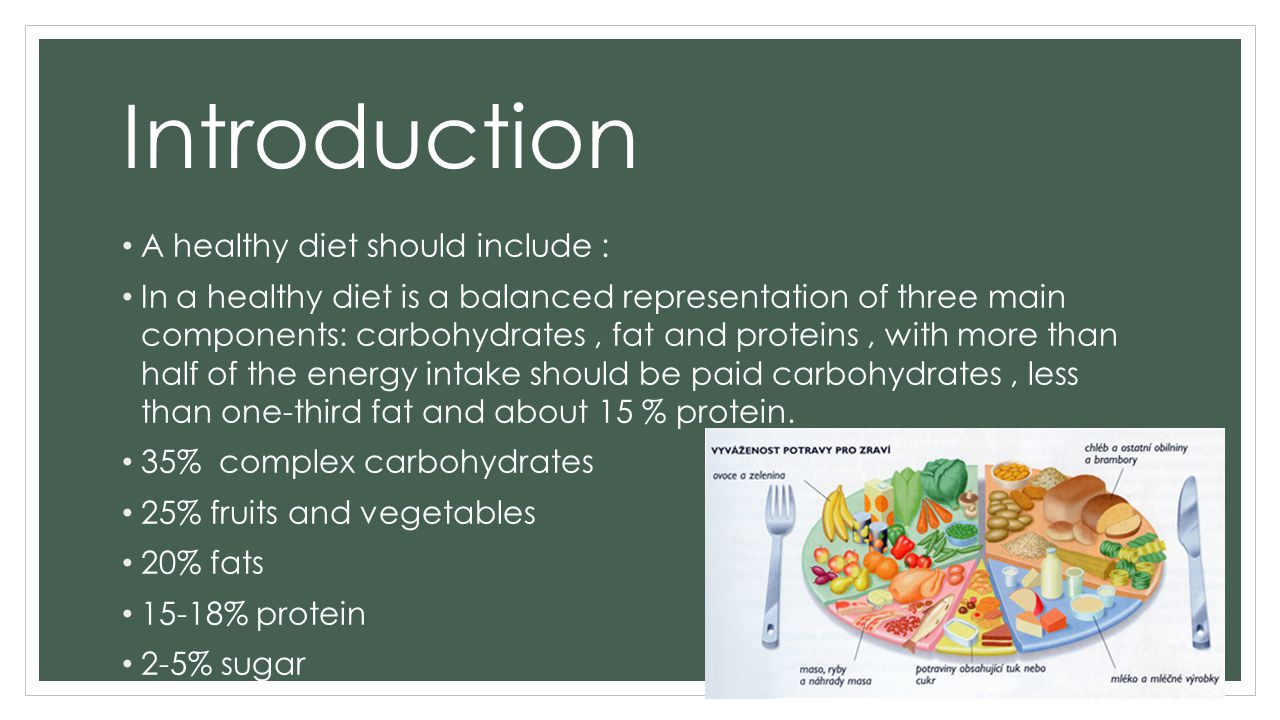 Introduction
• A healthy diet should include :
• In a healthy diet is a balanced representation of three main
components: carbohydrates , fat and proteins , with more than
half of the energy intake should be paid carbohydrates , less
than one-third fat and about 15 % protein.
• 35%  complex carbohydrates
• 25% fruits and vegetables
• 20% fats
• 15-18% protein
• 2-5% sugar
VYVÁŽENOST POTRAVY PRO ZRAVÍ
ovoce a zelenina
chléb a ostatní obilniny
a brambory
maso, ryby
a náhrady masa
potraviny obsahující tuk nebo
cukr
mléko a mléčné výrobky